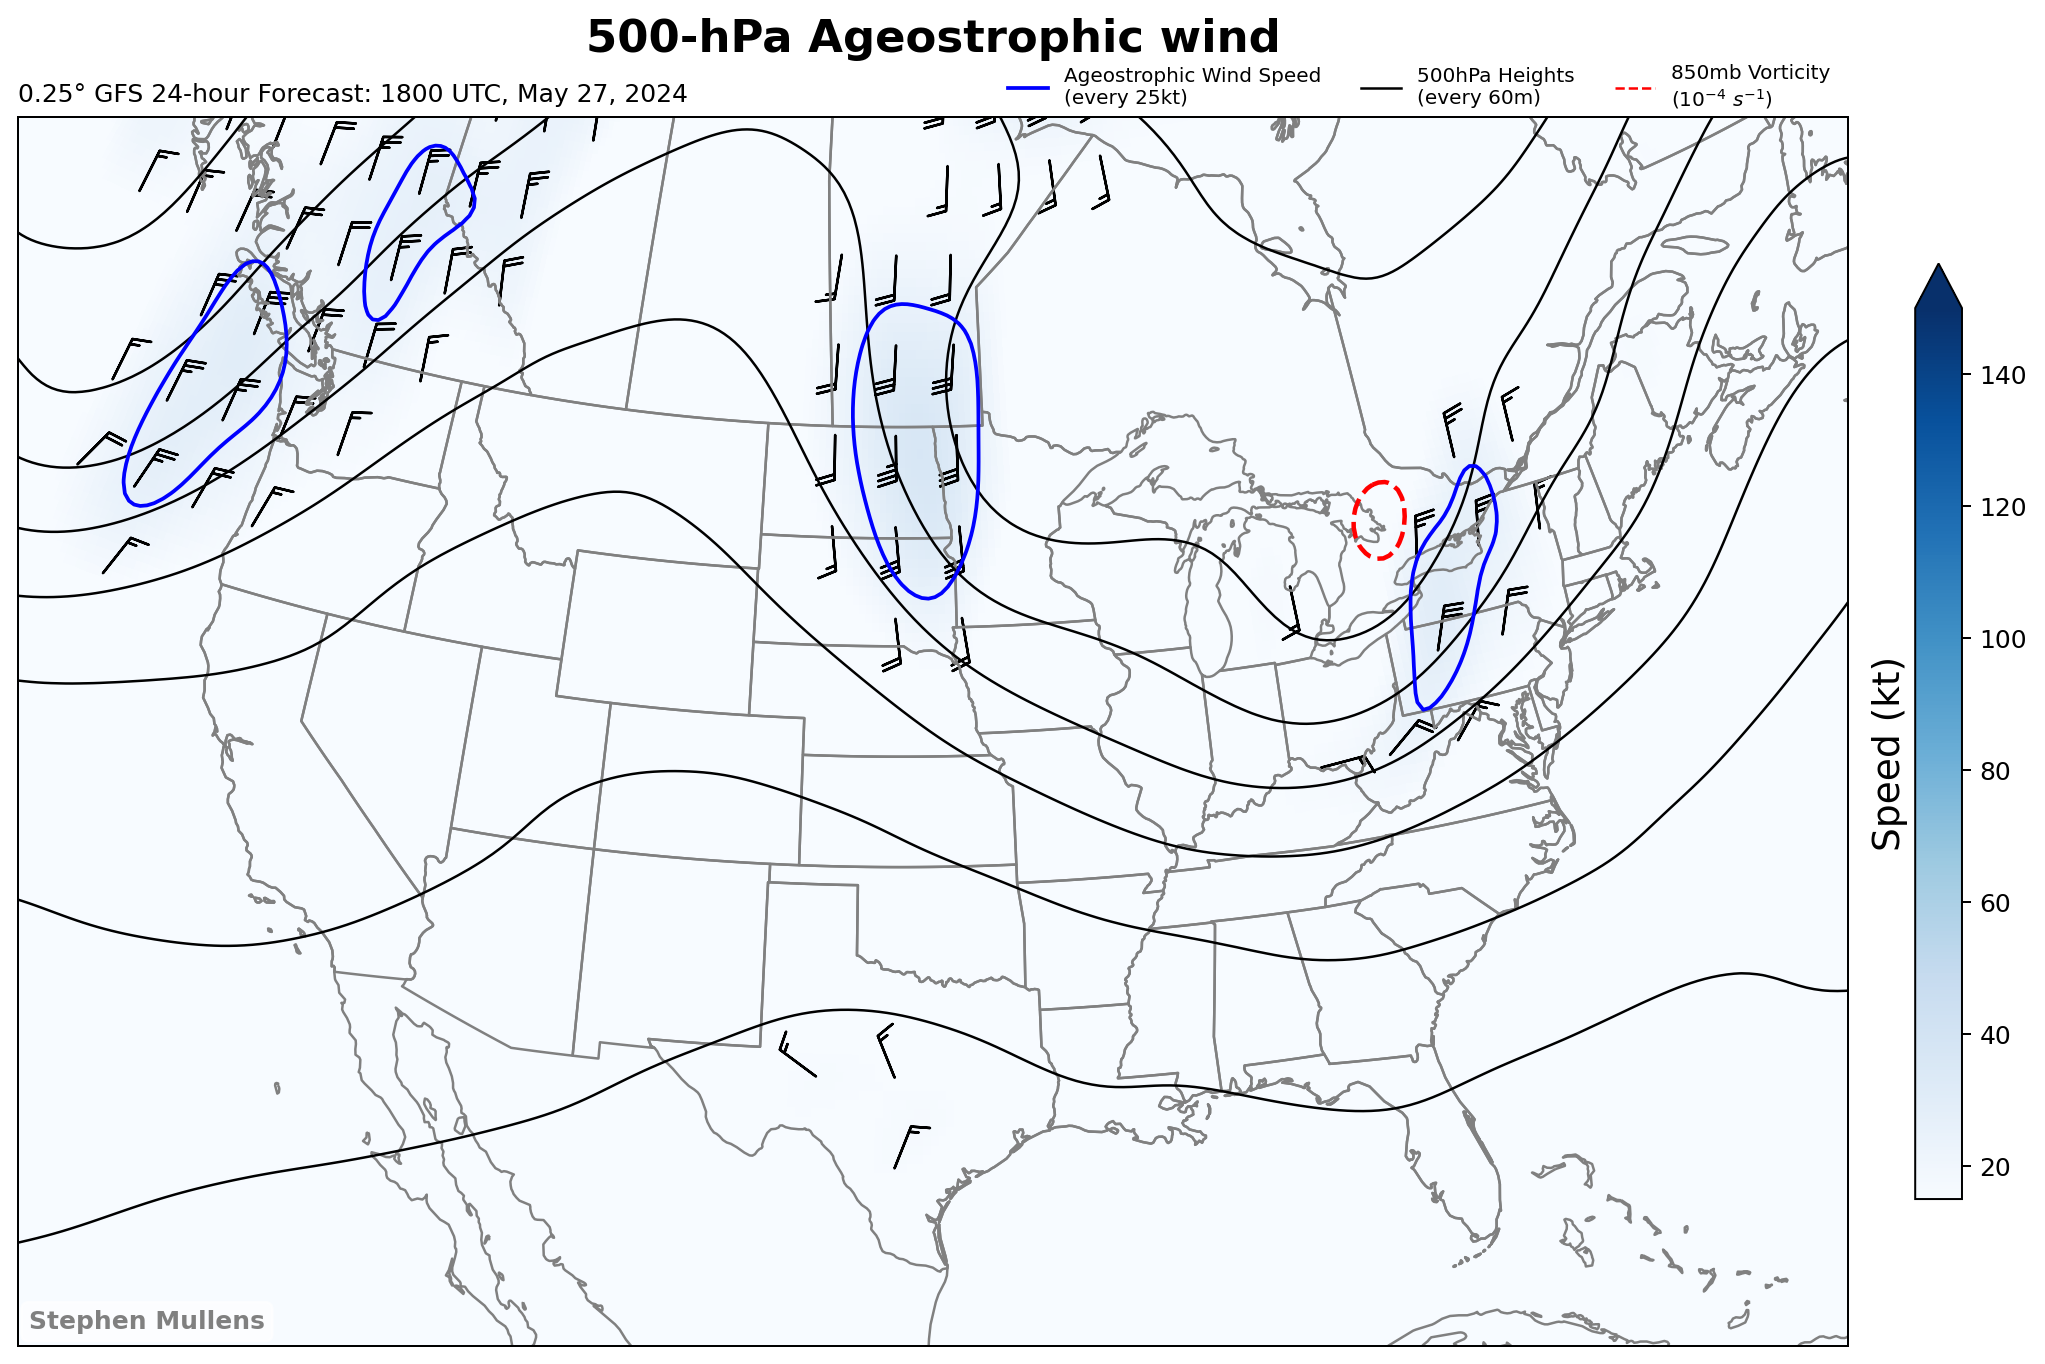 500-hPa Ageostrophic wind
0.25° GFS 24-hour Forecast: 1800 UTC, May 27, 2024
Ageostrophic Wind Speed
(every 25kt)
500hPa Heights
(every 60m)
850mb Vorticity
(10⁻⁴ s⁻¹)
140
120
100
80
60
40
20
Speed (kt)
Stephen Mullens